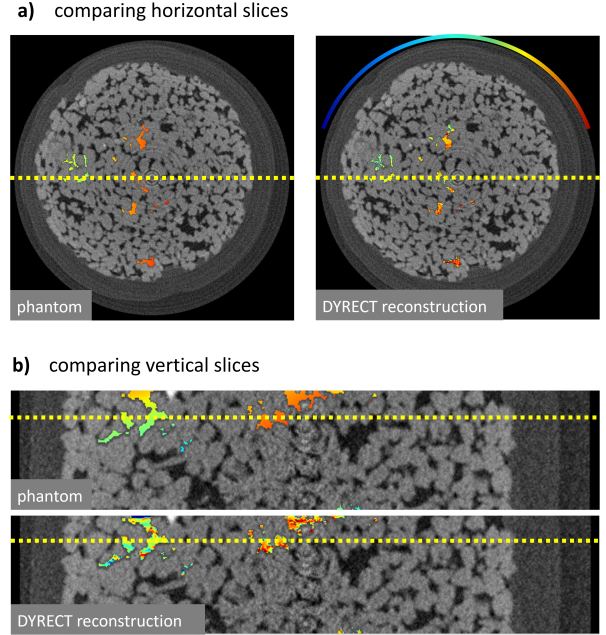 a) comparing horizontal slices
phantom
DYRECT reconstruction
b) comparing vertical slices
phantom
DYRECT reconstruction